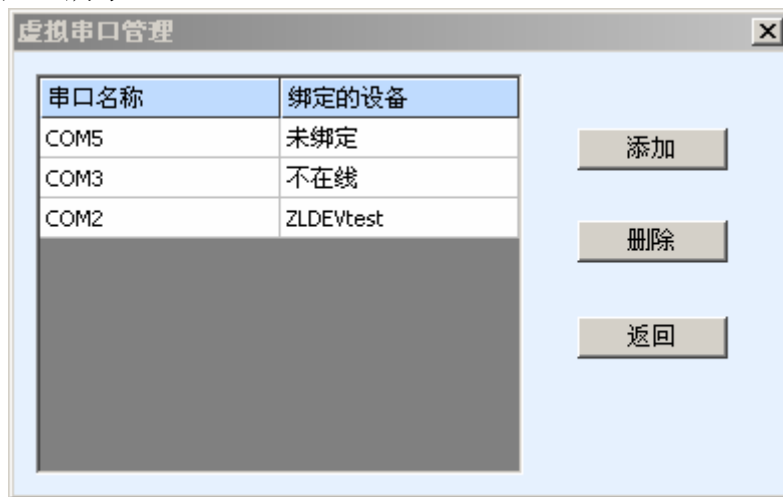 虚拟串口管理
串口名称 绑定的设备
COM5 未绑定
COM3 不在线
COM2 ZLDEVtest
添加
删除
返回